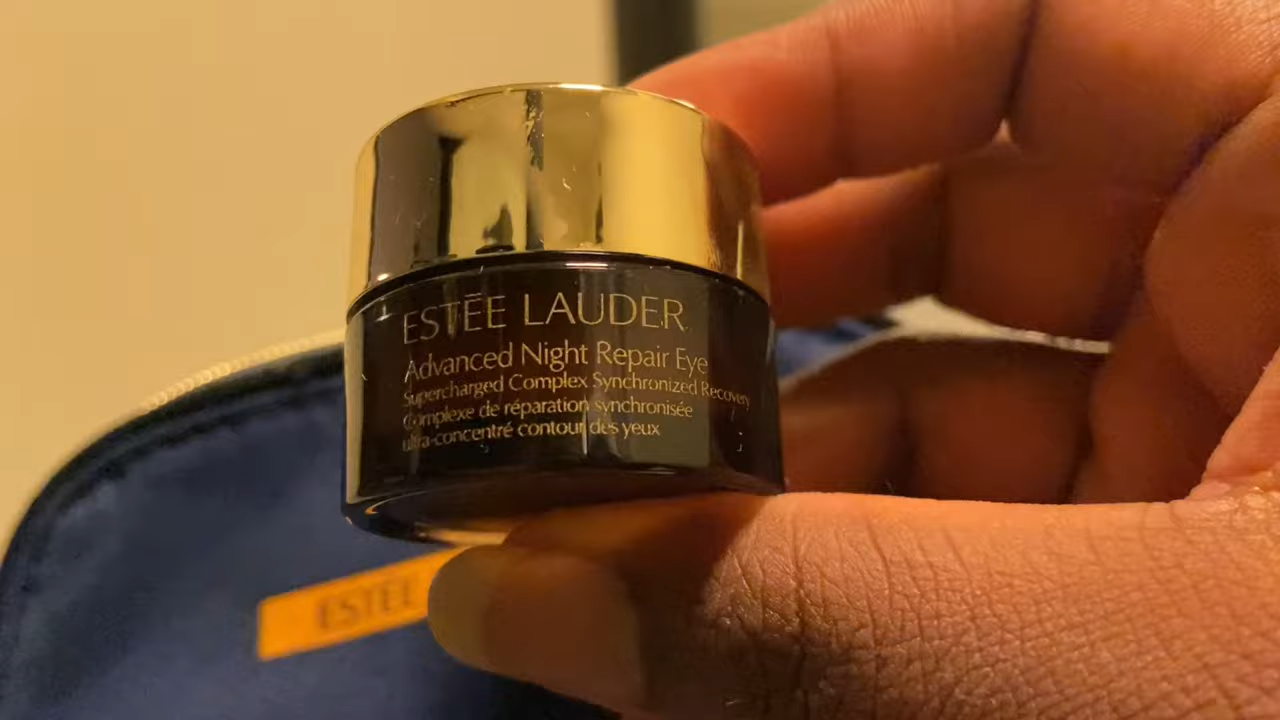 ESTĒE LAUDER
Advanced Night Repair Eye
Supercharged Complex Synchronized Recovery
Complexe de réparation synchronisée
ultra-concentré contour des yeux
ESTĒE